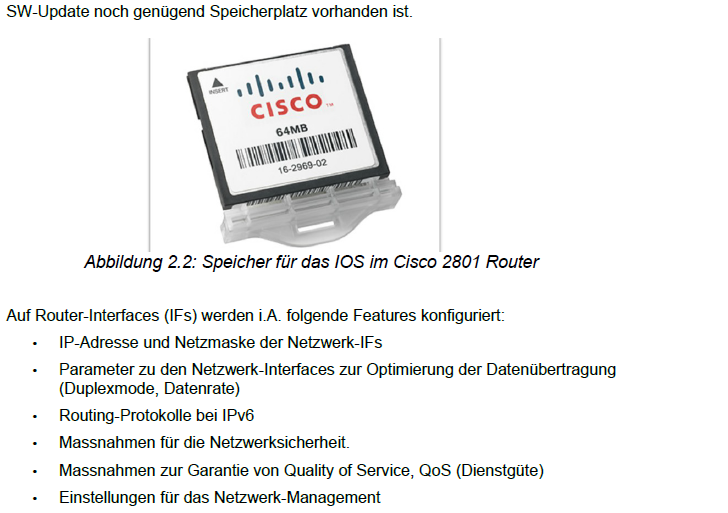 SW-Update noch genügend Speicherplatz vorhanden ist.
INSERT
CISCO™
64MB
16-2969-02
Abbildung 2.2: Speicher für das IOS im Cisco 2801 Router
Auf Router-Interfaces (IFs) werden i.A. folgende Features konfiguriert:
• IP-Adresse und Netzmaske der Netzwerk-IFs
• Parameter zu den Netzwerk-Interfaces zur Optimierung der Datenübertragung
(Duplexmode, Datenrate)
• Routing-Protokolle bei IPv6
• Massnahmen für die Netzwerksicherheit.
• Massnahmen zur Garantie von Quality of Service, QoS (Dienstgüte)
• Einstellungen für das Netzwerk-Management